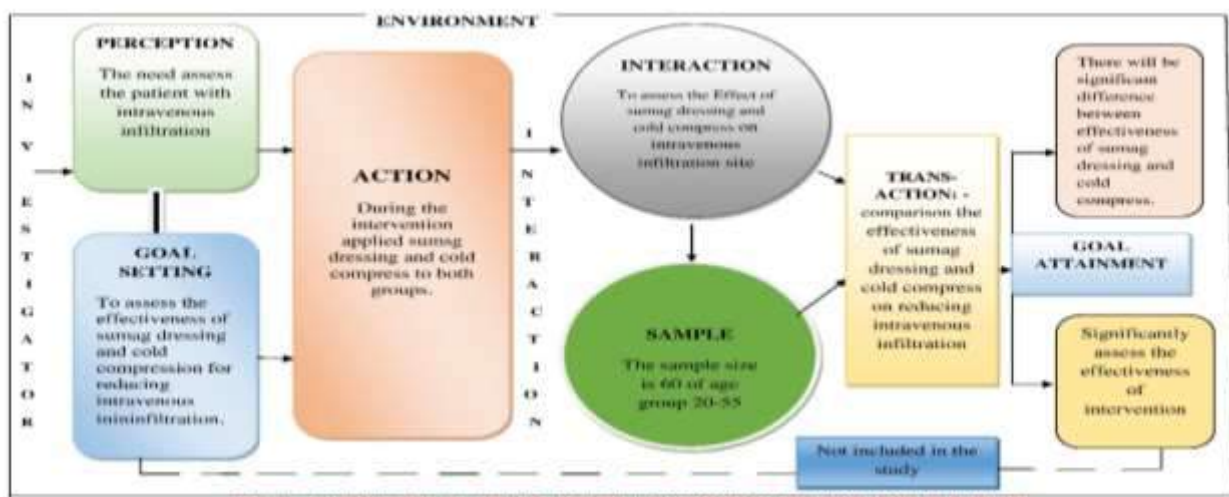 ENVIRONMENT
INVESTIGATOR
PERCEPTION
The need assess
the patient with
intravenous
infiltration
GOAL
SETTING
To assess the
effectiveness of
sumag dressing
and cold
compression for
reducing
intravenous
inininfiltration.
ACTION
During the
intervention
applied sumag
dressing and cold
compress to both
groups.
INTERACTION
INTERACTION
To assess the Effect of
sumag dressing and
cold compress on
intravenous
infiltration site
SAMPLE
The sample size
is 60 of age
group 20-55
TRANS-
ACTION: -
comparison the
effectiveness
of sumag
dressing and
cold compress
on reducing
intravenous
infiltration
There will be
significant
difference
between
effectiveness
of sumag
dressing and
cold
compress.
GOAL
ATTAINMENT
Significantly
assess the
effectiveness
of
intervention
Not included in the
study